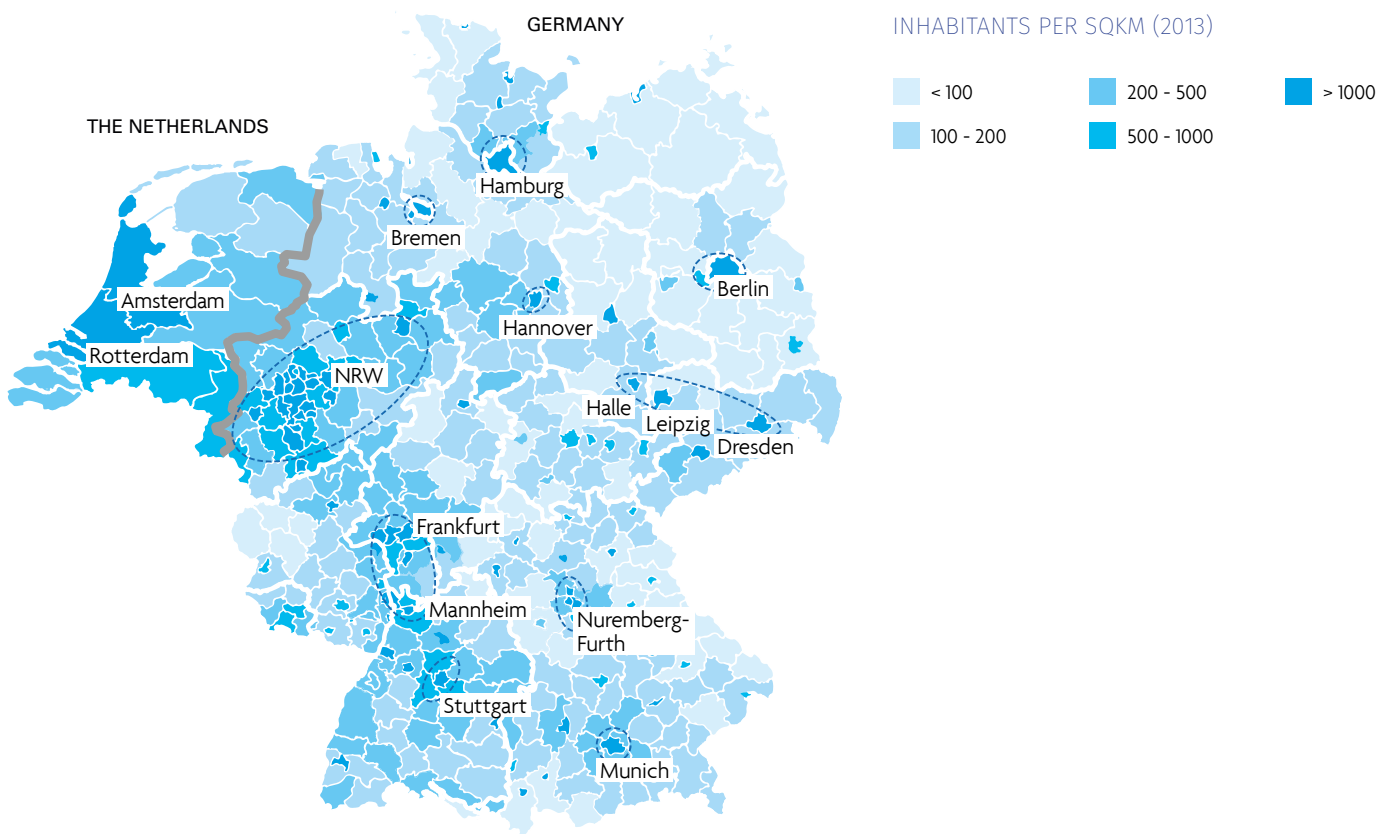 GERMANY
INHABITANTS PER SQKM (2013)
< 100
200 - 500
> 1000
100 - 200
500 - 1000
THE NETHERLANDS
Hamburg
Bremen
Berlin
Amsterdam
Hannover
Rotterdam
NRW
Halle
Leipzig
Dresden
Frankfurt
Mannheim
Nuremberg-
Furth
Stuttgart
Munich